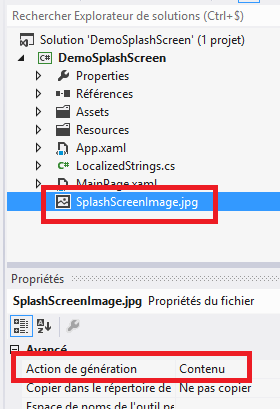 Rechercher Explorateur de solutions (Ctrl+$)
Solution 'DemoSplashScreen' (1 projet)
C# DemoSplashScreen
Properties
Références
Assets
Resources
App.xaml
C# LocalizedStrings.cs
MainPage.xaml
SplashScreenImage.jpg
Propriétés
SplashScreenImage.jpg Propriétés du fichier
Avancé
Action de génération Contenu
Copier dans le répertoire de Ne pas copier
Espace de noms de l'outil pe